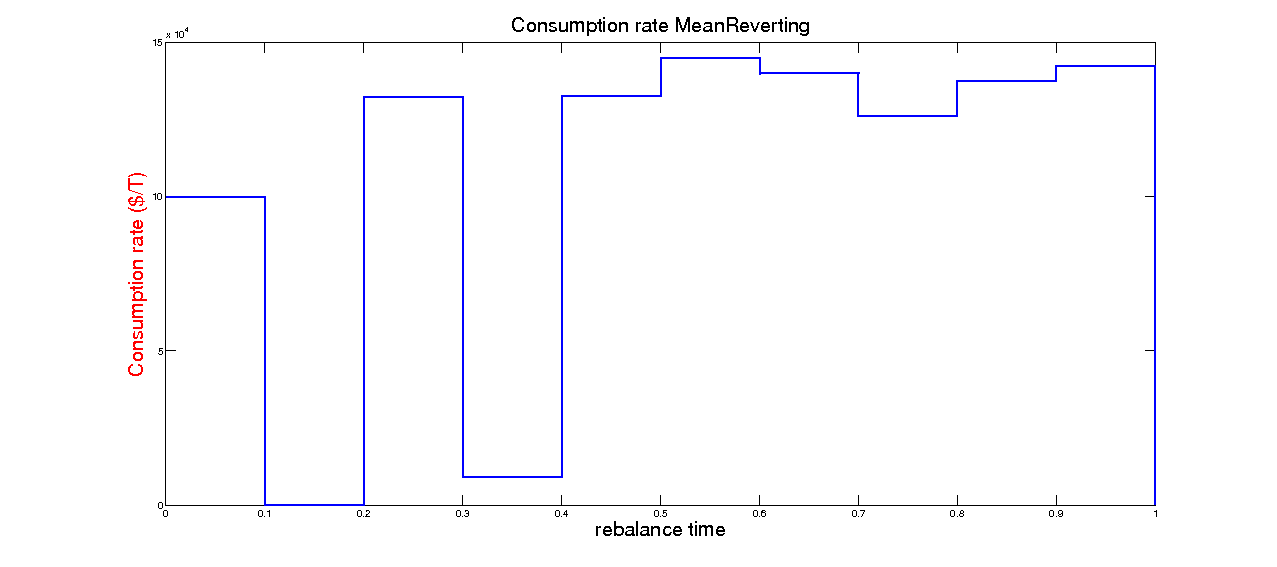 Consumption rate MeanReverting
x 10^4
15
10
5
0
Consumption rate ($/T)
0 0.1 0.2 0.3 0.4 0.5 0.6 0.7 0.8 0.9 1
rebalance time